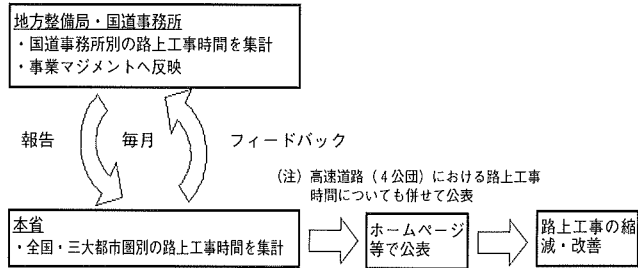 地方整備局・国道事務所
・国道事務所別の路上工事時間を集計
・事業マジメントへ反映
報告
毎月
フィードバック
(注) 高速道路(4公団)における路上工事
時間についても併せて公表
本省
・全国・三大都市圏別の路上工事時間を集計
ホームページ
等で公表
路上工事の縮
減・改善